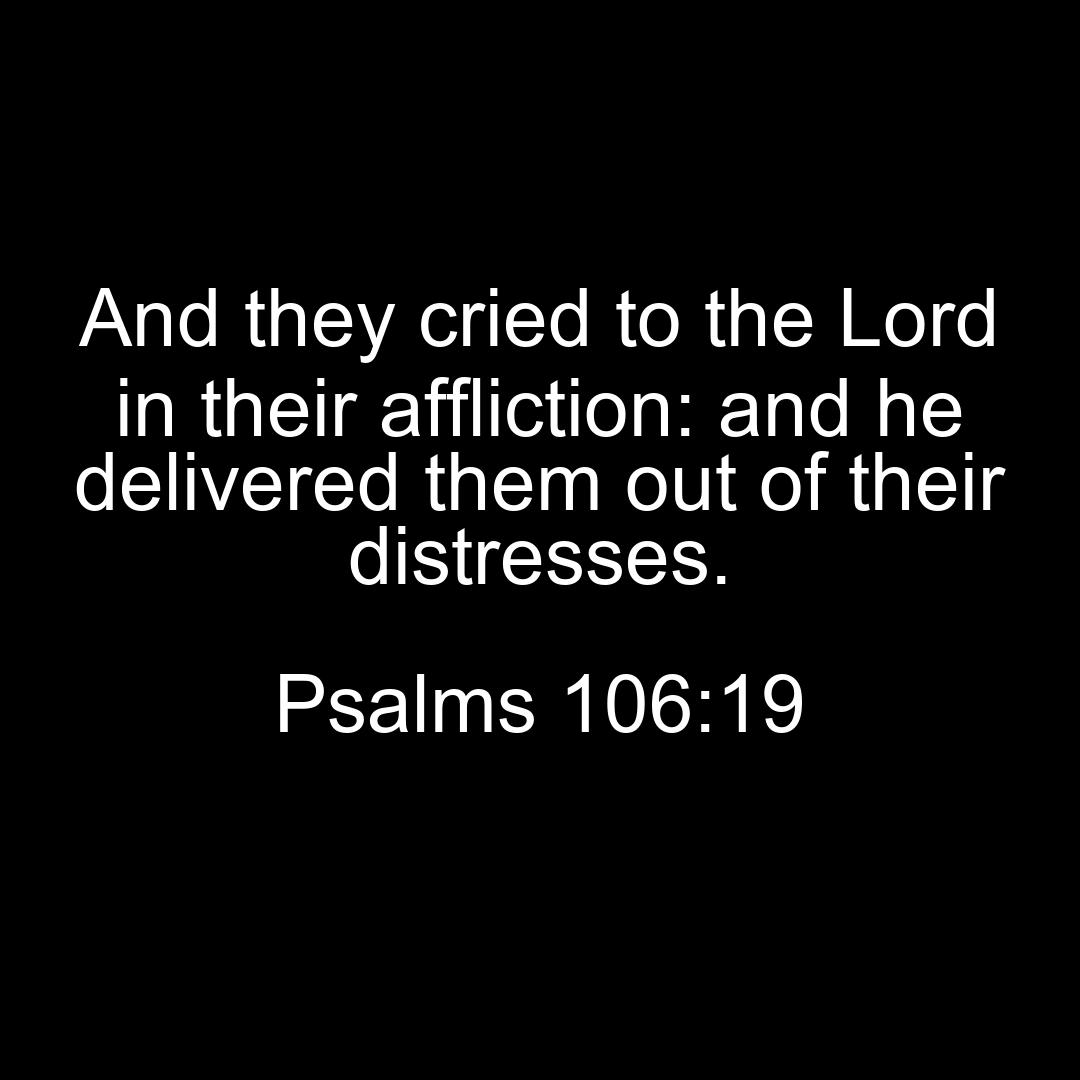 And they cried to the Lord
in their affliction: and he
delivered them out of their
distresses.
Psalms 106:19